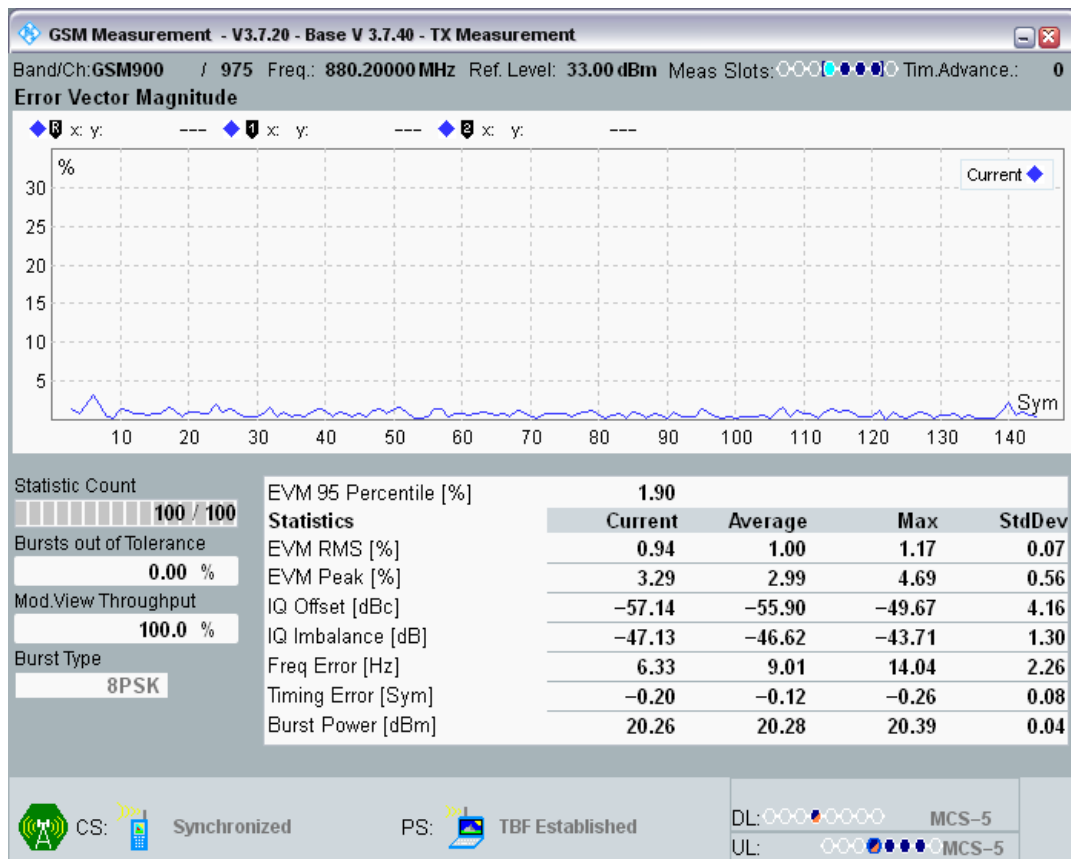 GSM Measurement - V3.7.20 - Base V 3.7.40 - TX Measurement
Band/Ch:GSM900 / 975 Freq.: 880.20000 MHz Ref. Level: 33.00 dBm Meas Slots: Tim.Advance.: 0
Error Vector Magnitude
R x: y: --- 1 x: y: --- 2 x: y: ---
%
Current
30
25
20
15
10
5
Sym
10 20 30 40 50 60 70 80 90 100 110 120 130 140
Statistic Count
100 / 100
Bursts out of Tolerance
0.00 %
Mod.View Throughput
100.0 %
Burst Type
8PSK
EVM 95 Percentile [%] 1.90
Statistics Current Average Max StdDev
EVM RMS [%] 0.94 1.00 1.17 0.07
EVM Peak [%] 3.29 2.99 4.69 0.56
IQ Offset [dBc] −57.14 −55.90 −49.67 4.16
IQ Imbalance [dB] −47.13 −46.62 −43.71 1.30
Freq Error [Hz] 6.33 9.01 14.04 2.26
Timing Error [Sym] −0.20 −0.12 −0.26 0.08
Burst Power [dBm] 20.26 20.28 20.39 0.04
CS: Synchronized PS: TBF Established
DL: MCS−5
UL: MCS−5